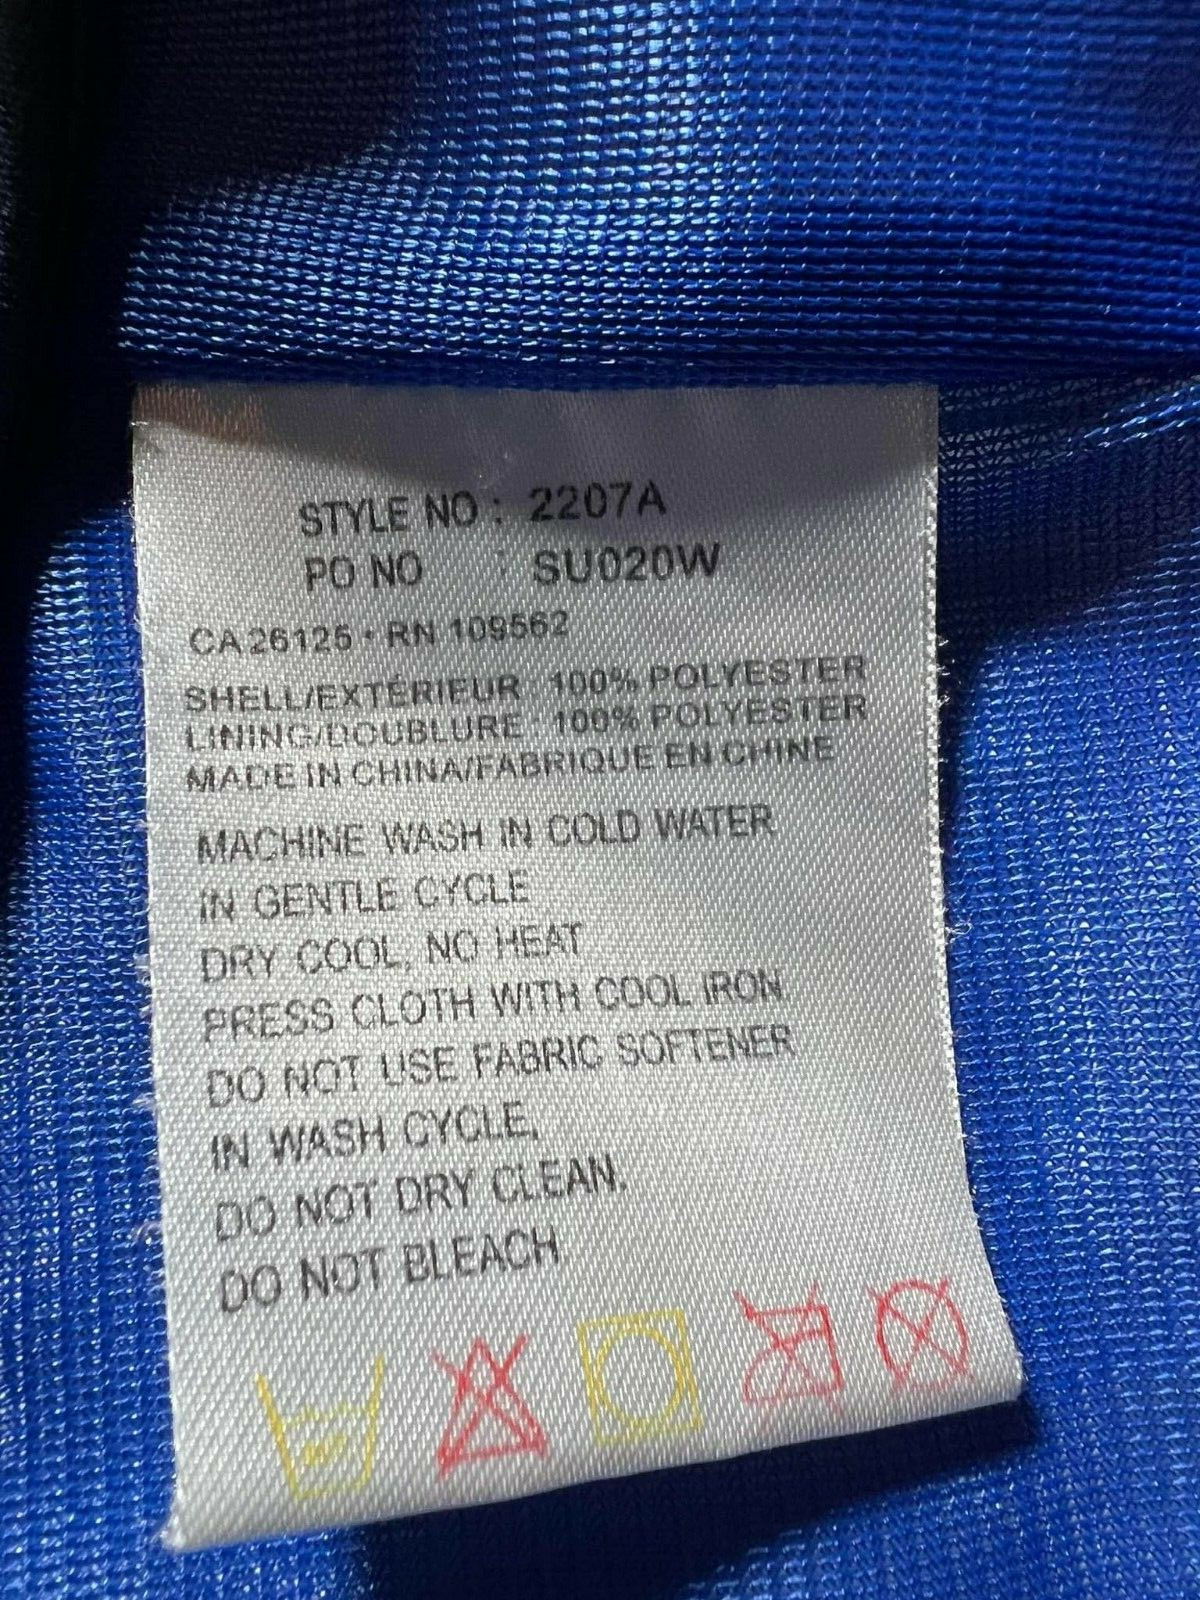 STYLE NO : 2207A
PO NO : SU020W
CA 26125 • RN 109562
SHELL/EXTÉRIEUR : 100% POLYESTER
LINING/DOUBLURE : 100% POLYESTER
MADE IN CHINA/FABRIQUE EN CHINE
MACHINE WASH IN COLD WATER
IN GENTLE CYCLE
DRY COOL, NO HEAT
PRESS CLOTH WITH COOL IRON
DO NOT USE FABRIC SOFTENER
IN WASH CYCLE,
DO NOT DRY CLEAN.
DO NOT BLEACH